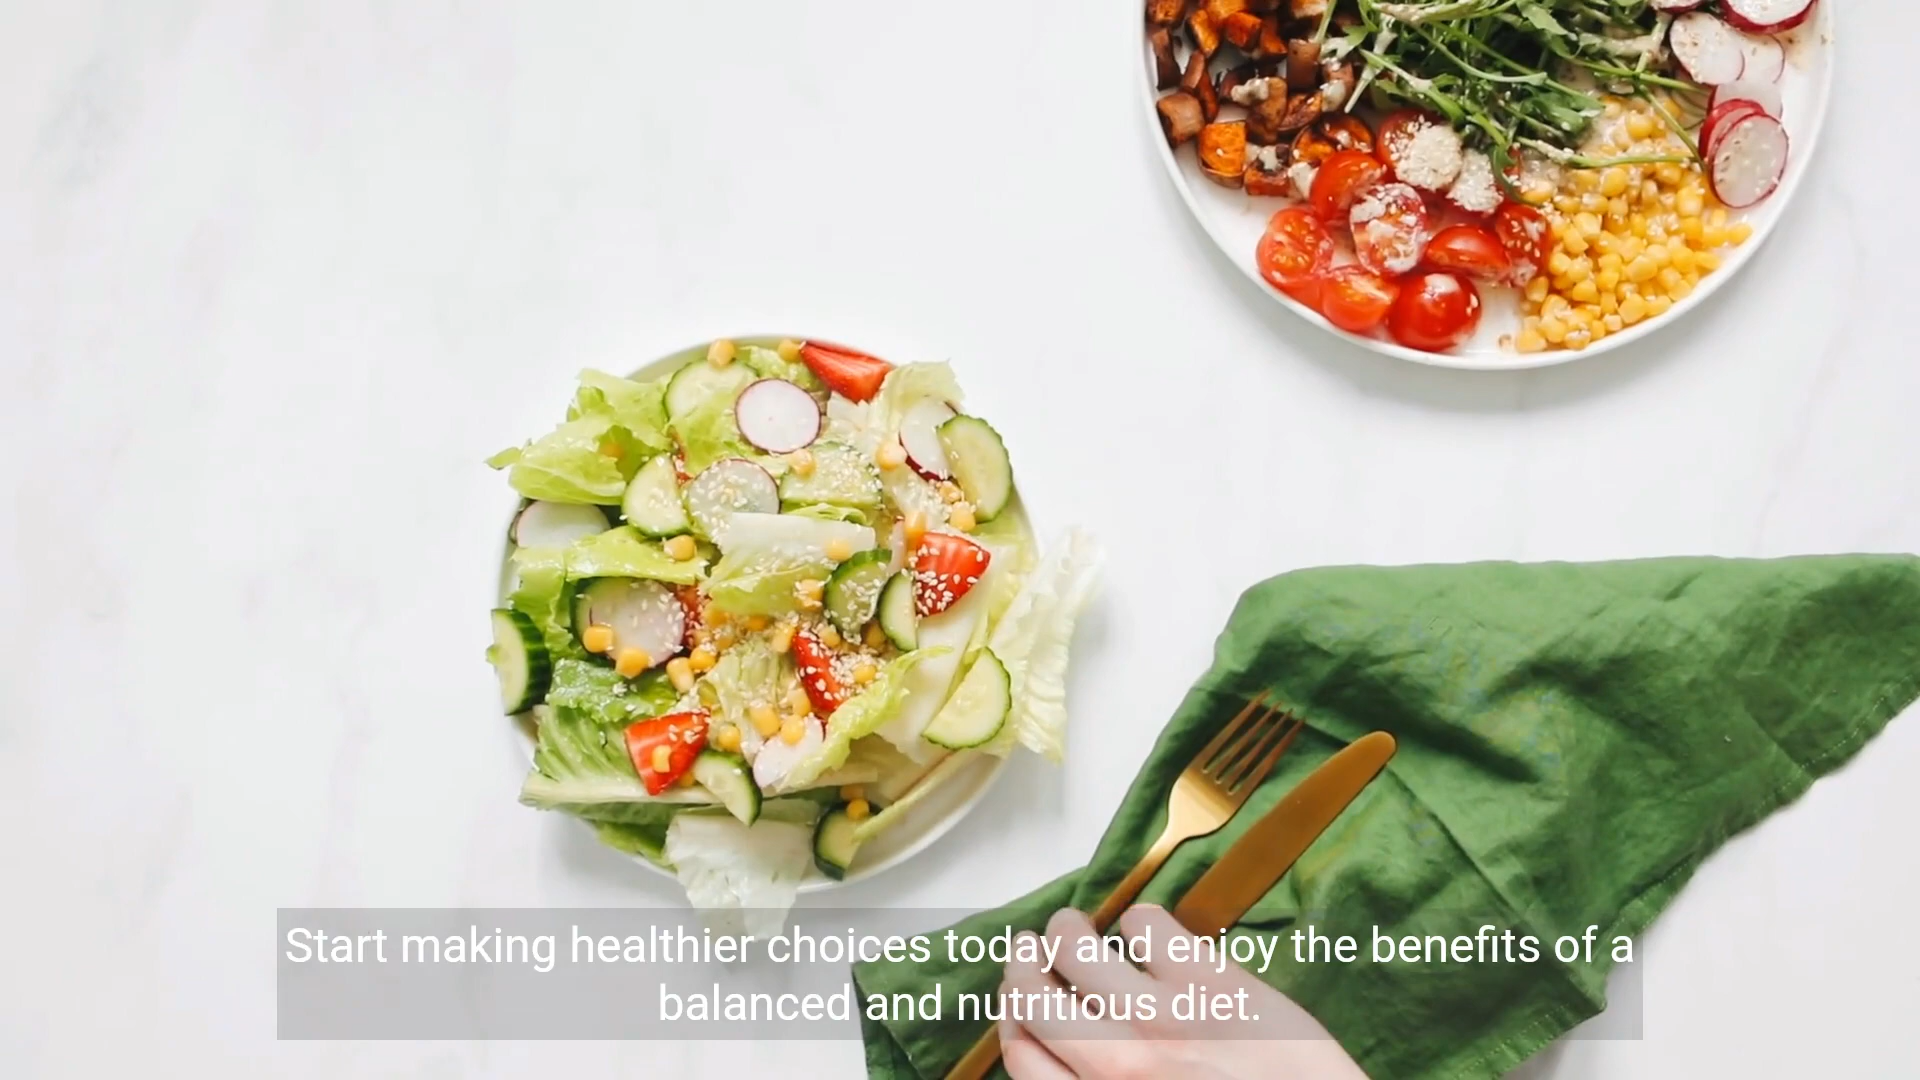 Start making healthier choices today and enjoy the benefits of a
balanced and nutritious diet.